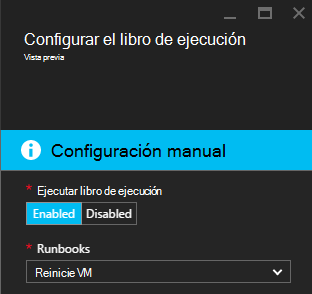 Configurar el libro de ejecución
Vista previa
Configuración manual
* Ejecutar libro de ejecución
Enabled Disabled
* Runbooks
Reinicie VM